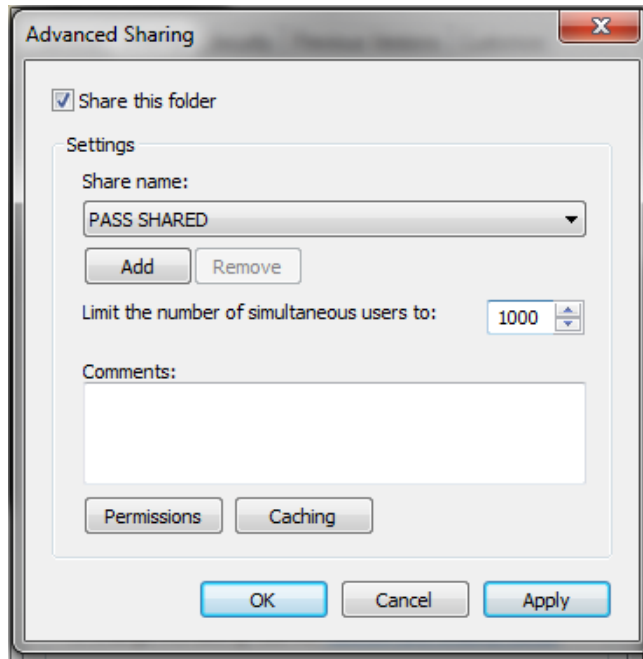 Advanced Sharing
Share this folder
Settings
Share name:
PASS SHARED
Add Remove
Limit the number of simultaneous users to: 1000
Comments:
Permissions Caching
OK Cancel Apply